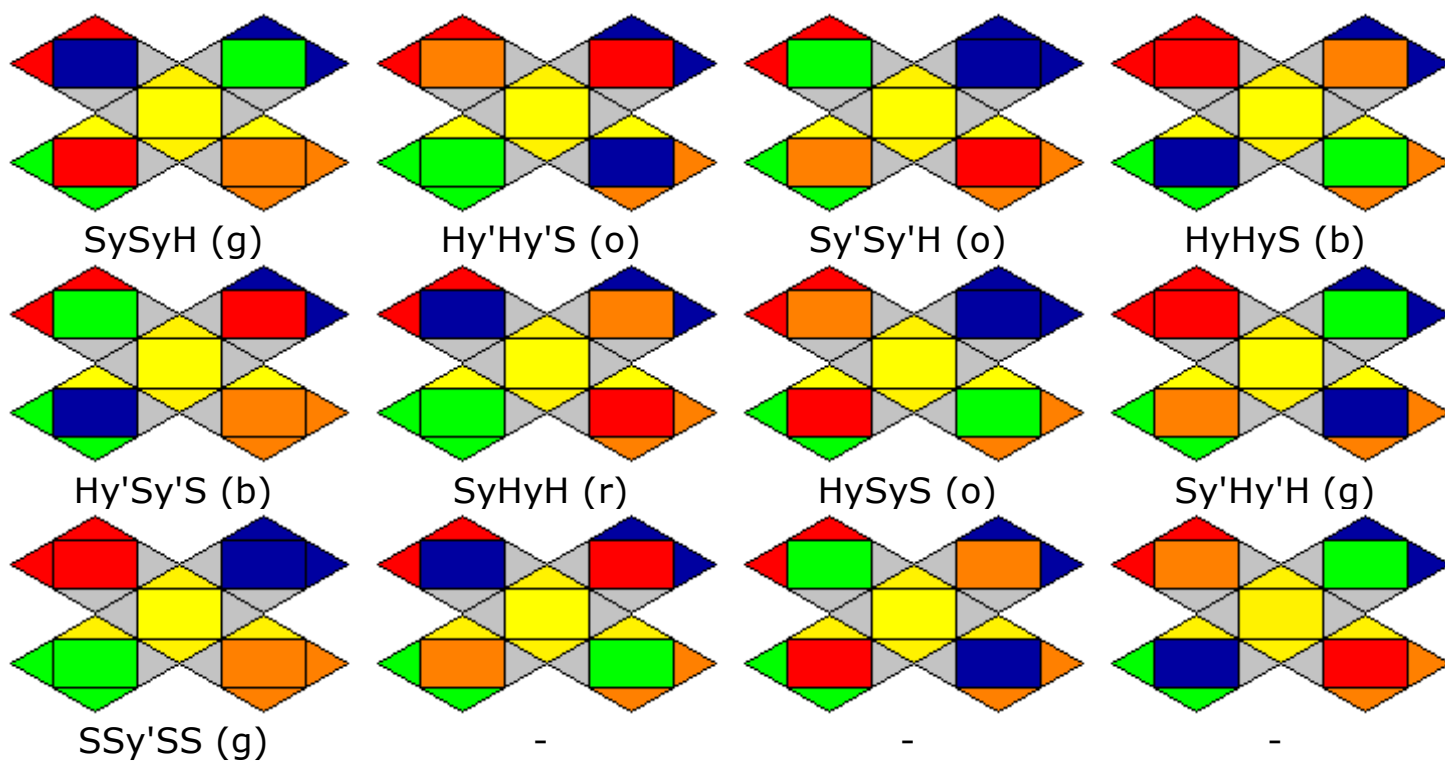 SySyH (g) Hy'Hy'S (o) Sy'Sy'H (o) HyHyS (b)
Hy'Sy'S (b) SyHyH (r) HySyS (o) Sy'Hy'H (g)
SSy'SS (g) - - -